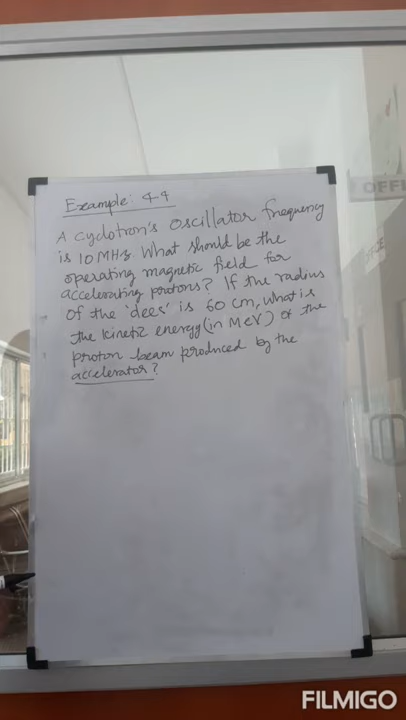 Example: 4.4
A cyclotron's oscillator frequency
is 10 MHz. What should be the
operating magnetic field for
accelerating protons? If the radius
of the 'dees' is 60 cm, what is
the kinetic energy (in MeV) of the
proton beam produced by the
accelerator?
OFFI
FILMIGO